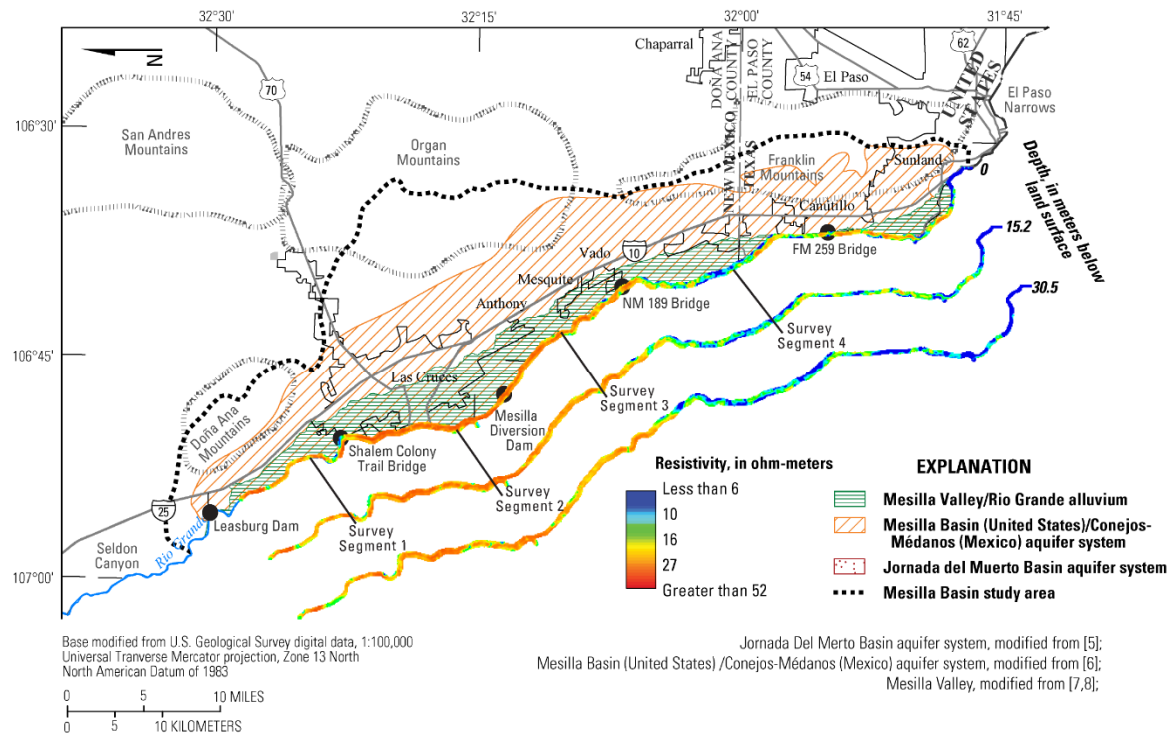 32°30'
32°15'
32°00'
31°45'
106°30'
106°45'
107°00'
N
San Andres
Mountains
70
Organ
Mountains
Chaparral
DOÑA ANA
COUNTY
EL PASO
COUNTY
NEW MEXICO
TEXAS
54
62
El Paso
UNITED
STATES
El Paso
Narrows
Franklin
Mountains
Sunland
Canutillo
FM 259 Bridge
Vado
10
Mesquite
NM 189 Bridge
Anthony
Las Cruces
Mesilla
Diversion
Dam
Doña Ana
Mountains
Shalem Colony
Trail Bridge
25
Leasburg Dam
Rio Grande
Seldon
Canyon
Survey
Segment 1
Survey
Segment 2
Survey
Segment 3
Survey
Segment 4
Depth, in meters below
land surface
0
15.2
30.5
Resistivity, in ohm-meters
Less than 6
10
16
27
Greater than 52
EXPLANATION
Mesilla Valley/Rio Grande alluvium
Mesilla Basin (United States)/Conejos-
Médanos (Mexico) aquifer system
Jornada del Muerto Basin aquifer system
Mesilla Basin study area
Base modified from U.S. Geological Survey digital data, 1:100,000
Universal Tranverse Mercator projection, Zone 13 North
North American Datum of 1983
0 5 10 MILES
0 5 10 KILOMETERS
Jornada Del Merto Basin aquifer system, modified from [5];
Mesilla Basin (United States) /Conejos-Médanos (Mexico) aquifer system, modified from [6];
Mesilla Valley, modified from [7,8];